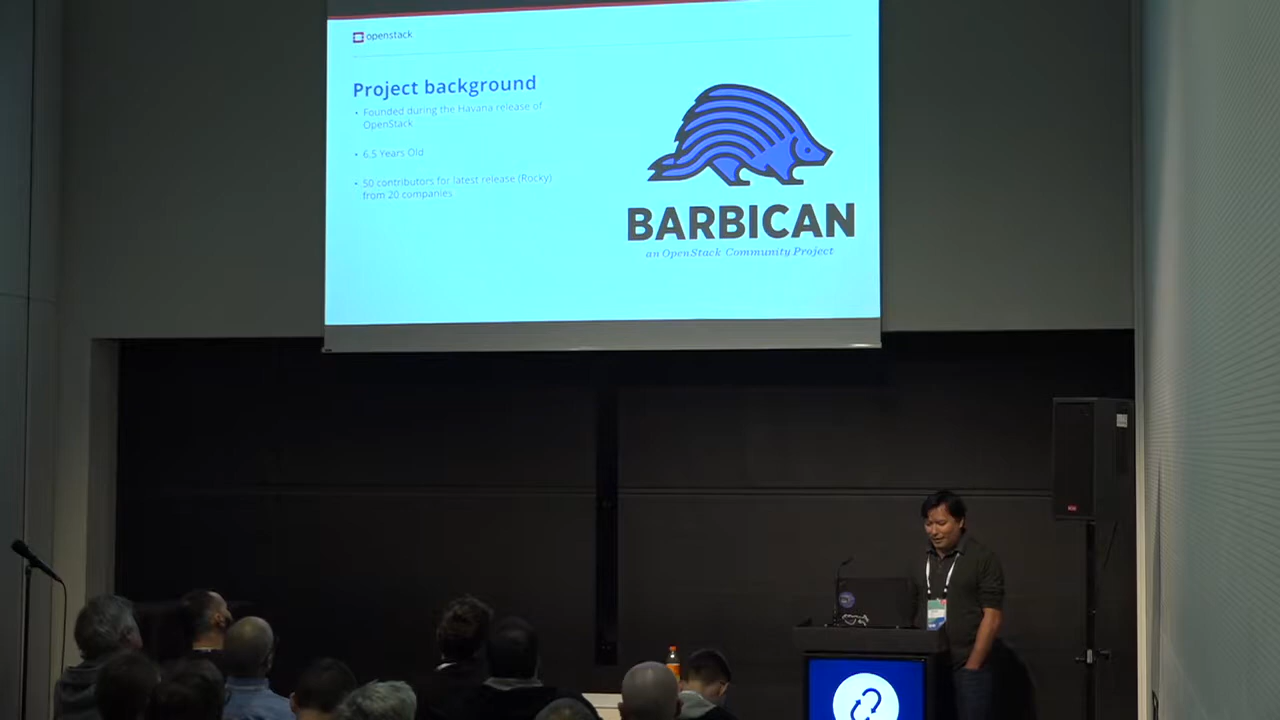 openstack
Project background
• Founded during the Havana release of
OpenStack
• 6.5 Years Old
• 50 contributors for latest release (Rocky)
from 20 companies
BARBICAN
an OpenStack Community Project